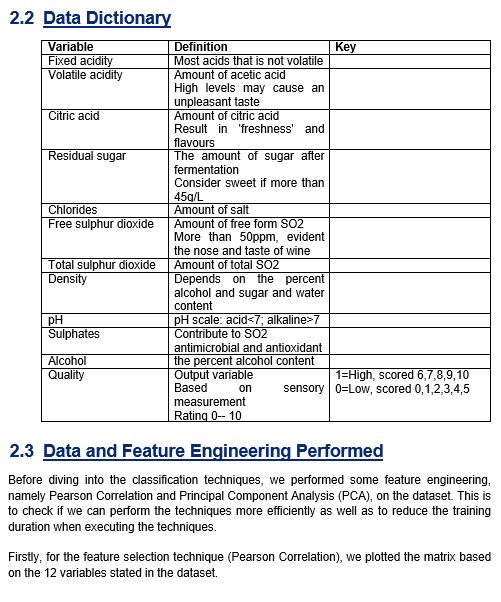 2.2 Data Dictionary
Variable Definition Key
Fixed acidity Most acids that is not volatile
Volatile acidity Amount of acetic acid
High levels may cause an
unpleasant taste
Citric acid Amount of citric acid
Result in 'freshness' and
flavours
Residual sugar The amount of sugar after
fermentation
Consider sweet if more than
45g/L
Chlorides Amount of salt
Free sulphur dioxide Amount of free form SO2
More than 50ppm, evident
the nose and taste of wine
Total sulphur dioxide Amount of total SO2
Density Depends on the percent
alcohol and sugar and water
content
pH pH scale: acid<7; alkaline>7
Sulphates Contribute to SO2
antimicrobial and antioxidant
Alcohol the percent alcohol content
Quality Output variable 1=High, scored 6,7,8,9,10
Based on sensory 0=Low, scored 0,1,2,3,4,5
measurement
Rating 0-- 10
2.3 Data and Feature Engineering Performed
Before diving into the classification techniques, we performed some feature engineering,
namely Pearson Correlation and Principal Component Analysis (PCA), on the dataset. This is
to check if we can perform the techniques more efficiently as well as to reduce the training
duration when executing the techniques.
Firstly, for the feature selection technique (Pearson Correlation), we plotted the matrix based
on the 12 variables stated in the dataset.